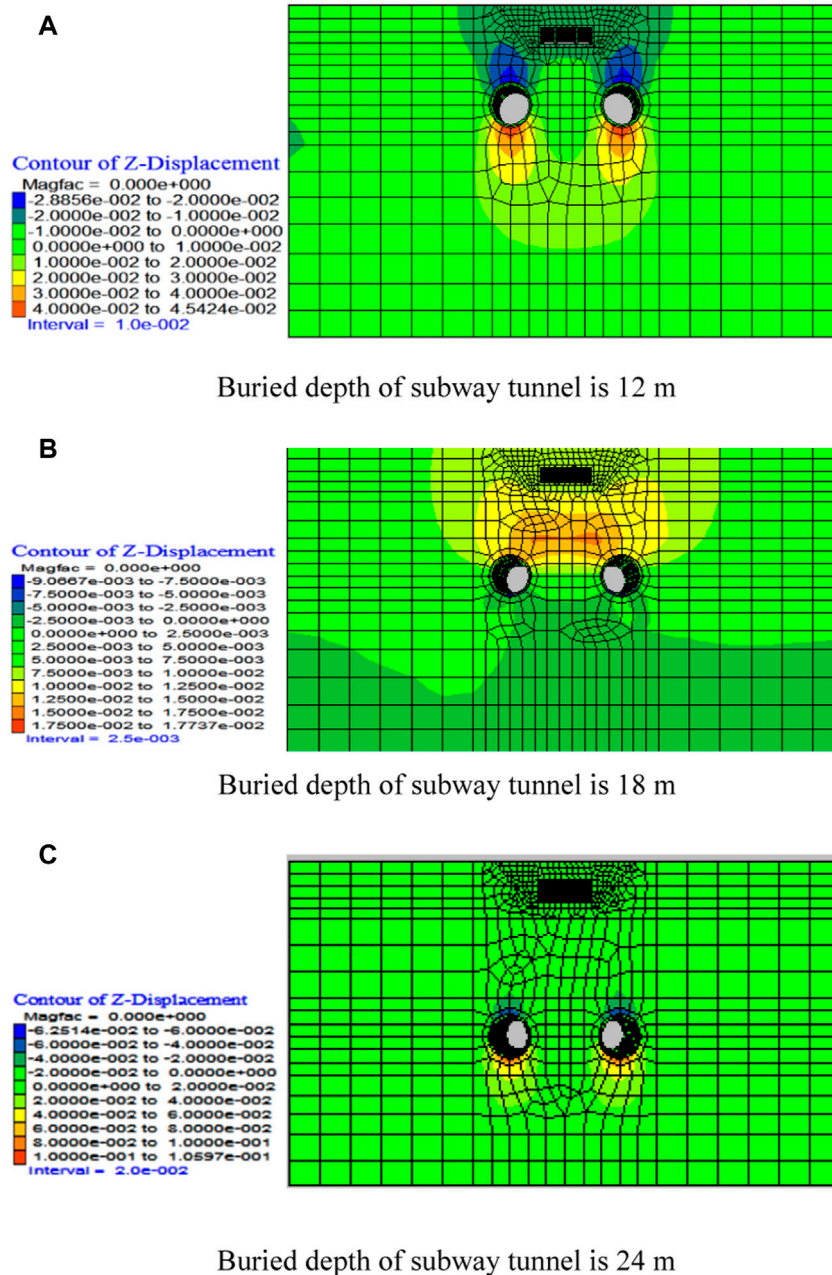 A
Contour of Z-Displacement
Magfac = 0.000e+000
-2.8856e-002 to -2.0000e-002
-2.0000e-002 to -1.0000e-002
-1.0000e-002 to 0.0000e+000
0.0000e+000 to 1.0000e-002
1.0000e-002 to 2.0000e-002
2.0000e-002 to 3.0000e-002
3.0000e-002 to 4.0000e-002
4.0000e-002 to 4.5424e-002
Interval = 1.0e-002
Buried depth of subway tunnel is 12 m
B
Contour of Z-Displacement
Magfac = 0.000e+000
-9.0667e-003 to -7.5000e-003
-7.5000e-003 to -5.0000e-003
-5.0000e-003 to -2.5000e-003
-2.5000e-003 to 0.0000e+000
0.0000e+000 to 2.5000e-003
2.5000e-003 to 5.0000e-003
5.0000e-003 to 7.5000e-003
7.5000e-003 to 1.0000e-002
1.0000e-002 to 1.2500e-002
1.2500e-002 to 1.5000e-002
1.5000e-002 to 1.7500e-002
1.7500e-002 to 1.7737e-002
Interval = 2.5e-003
Buried depth of subway tunnel is 18 m
C
Contour of Z-Displacement
Magfac = 0.000e+000
-6.2514e-002 to -6.0000e-002
-6.0000e-002 to -4.0000e-002
-4.0000e-002 to -2.0000e-002
-2.0000e-002 to 0.0000e+000
0.0000e+000 to 2.0000e-002
2.0000e-002 to 4.0000e-002
4.0000e-002 to 6.0000e-002
6.0000e-002 to 8.0000e-002
8.0000e-002 to 1.0000e-001
1.0000e-001 to 1.0597e-001
Interval = 2.0e-002
Buried depth of subway tunnel is 24 m